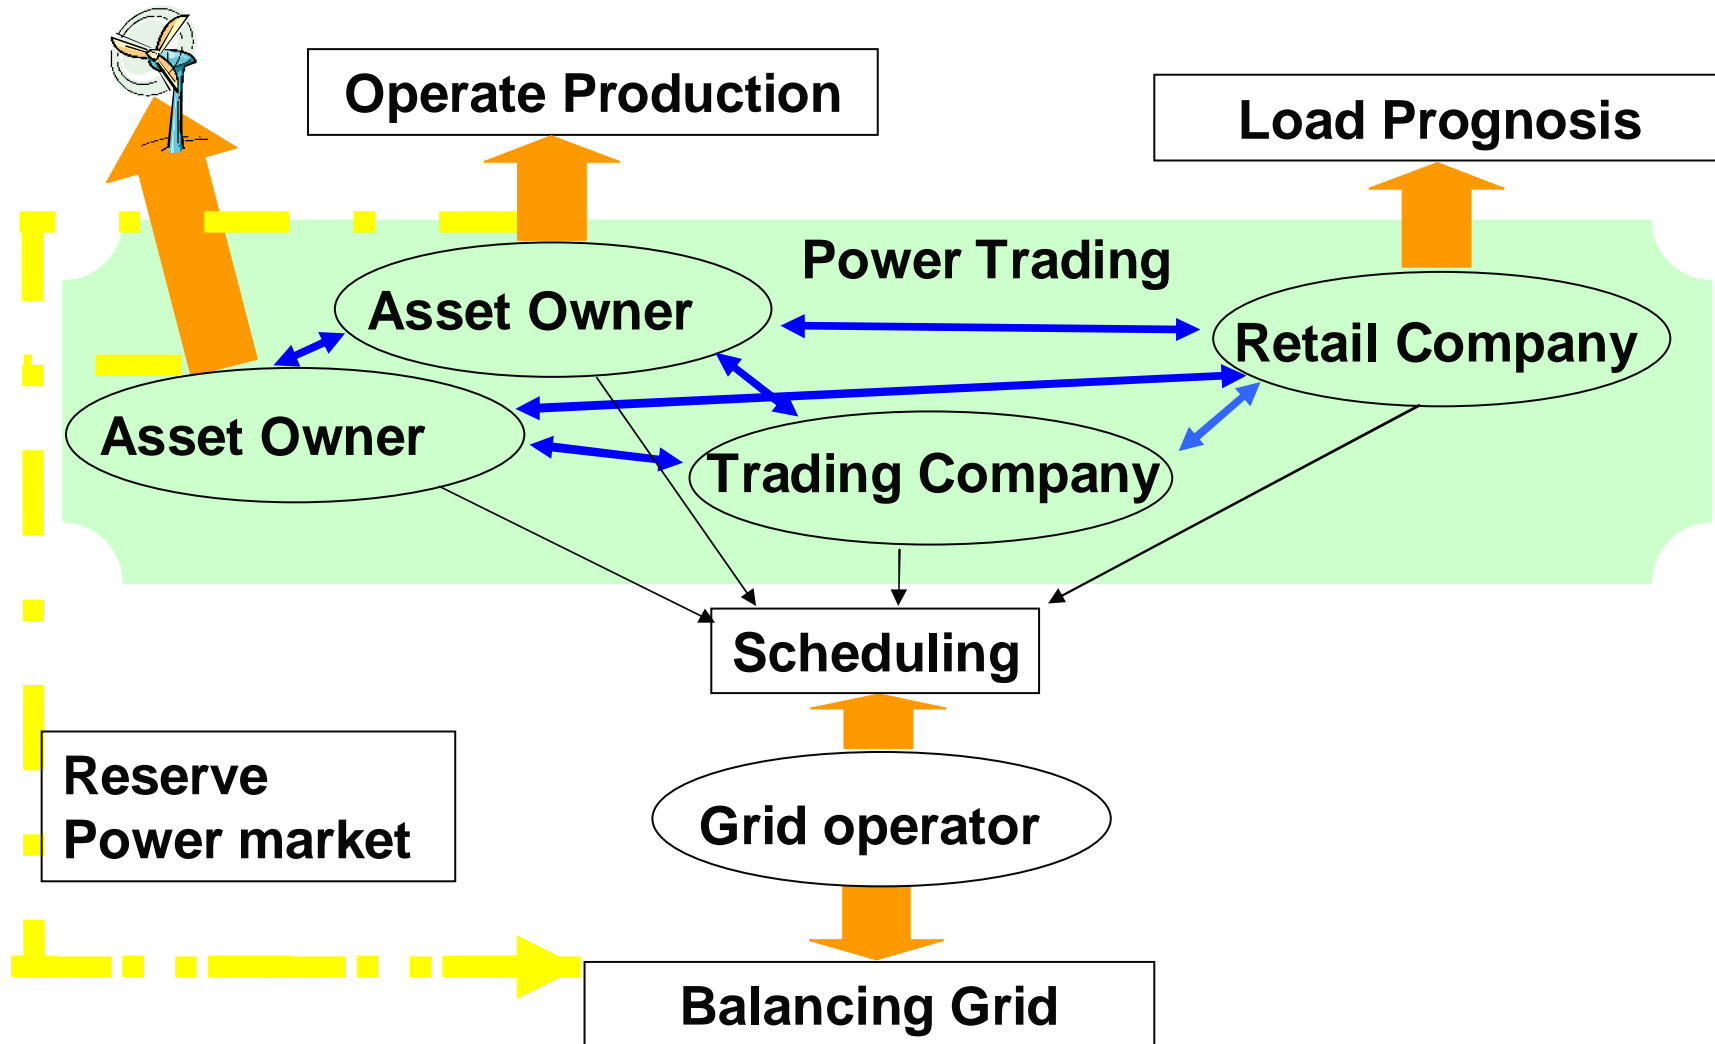 Operate Production
Load Prognosis
Power Trading
Asset Owner
Retail Company
Asset Owner
Trading Company
Scheduling
Reserve
Power market
Grid operator
Balancing Grid